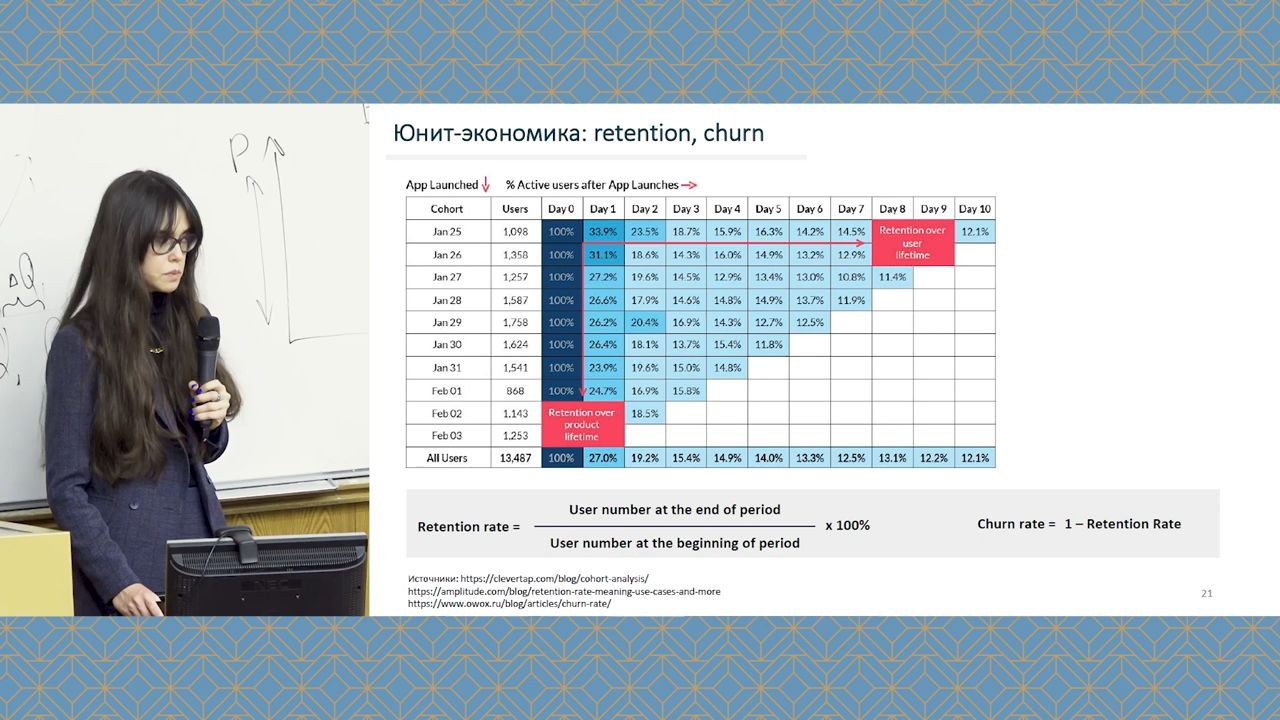 P
ΔQ
Юнит-экономика: retention, churn
App Launched ↓ % Active users after App Launches →
Cohort Users Day 0 Day 1 Day 2 Day 3 Day 4 Day 5 Day 6 Day 7 Day 8 Day 9 Day 10
Jan 25 1,098 100% 33.9% 23.5% 18.7% 15.9% 16.3% 14.2% 14.5% 12.1%
Retention over
user
lifetime
Jan 26 1,358 100% 31.1% 18.6% 14.3% 16.0% 14.9% 13.2% 12.9%
Jan 27 1,257 100% 27.2% 19.6% 14.5% 12.9% 13.4% 13.0% 10.8% 11.4%
Jan 28 1,587 100% 26.6% 17.9% 14.6% 14.8% 14.9% 13.7% 11.9%
Jan 29 1,758 100% 26.2% 20.4% 16.9% 14.3% 12.7% 12.5%
Jan 30 1,624 100% 26.4% 18.1% 13.7% 15.4% 11.8%
Jan 31 1,541 100% 23.9% 19.6% 15.0% 14.8%
Feb 01 868 100% 24.7% 16.9% 15.8%
Feb 02 1,143 18.5%
Retention over
product
lifetime
Feb 03 1,253
All Users 13,487 100% 27.0% 19.2% 15.4% 14.9% 14.0% 13.3% 12.5% 13.1% 12.2% 12.1%
User number at the end of period
Retention rate = x 100%
User number at the beginning of period
Churn rate = 1 – Retention Rate
Источники: https://clevertap.com/blog/cohort-analysis/
https://amplitude.com/blog/retention-rate-meaning-use-cases-and-more
https://www.owox.ru/blog/articles/churn-rate/
21
NEC